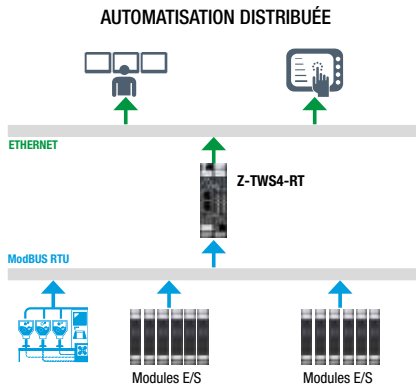 AUTOMATISATION DISTRIBUÉE
ETHERNET
Z-TWS4-RT
ModBUS RTU
Modules E/S
Modules E/S